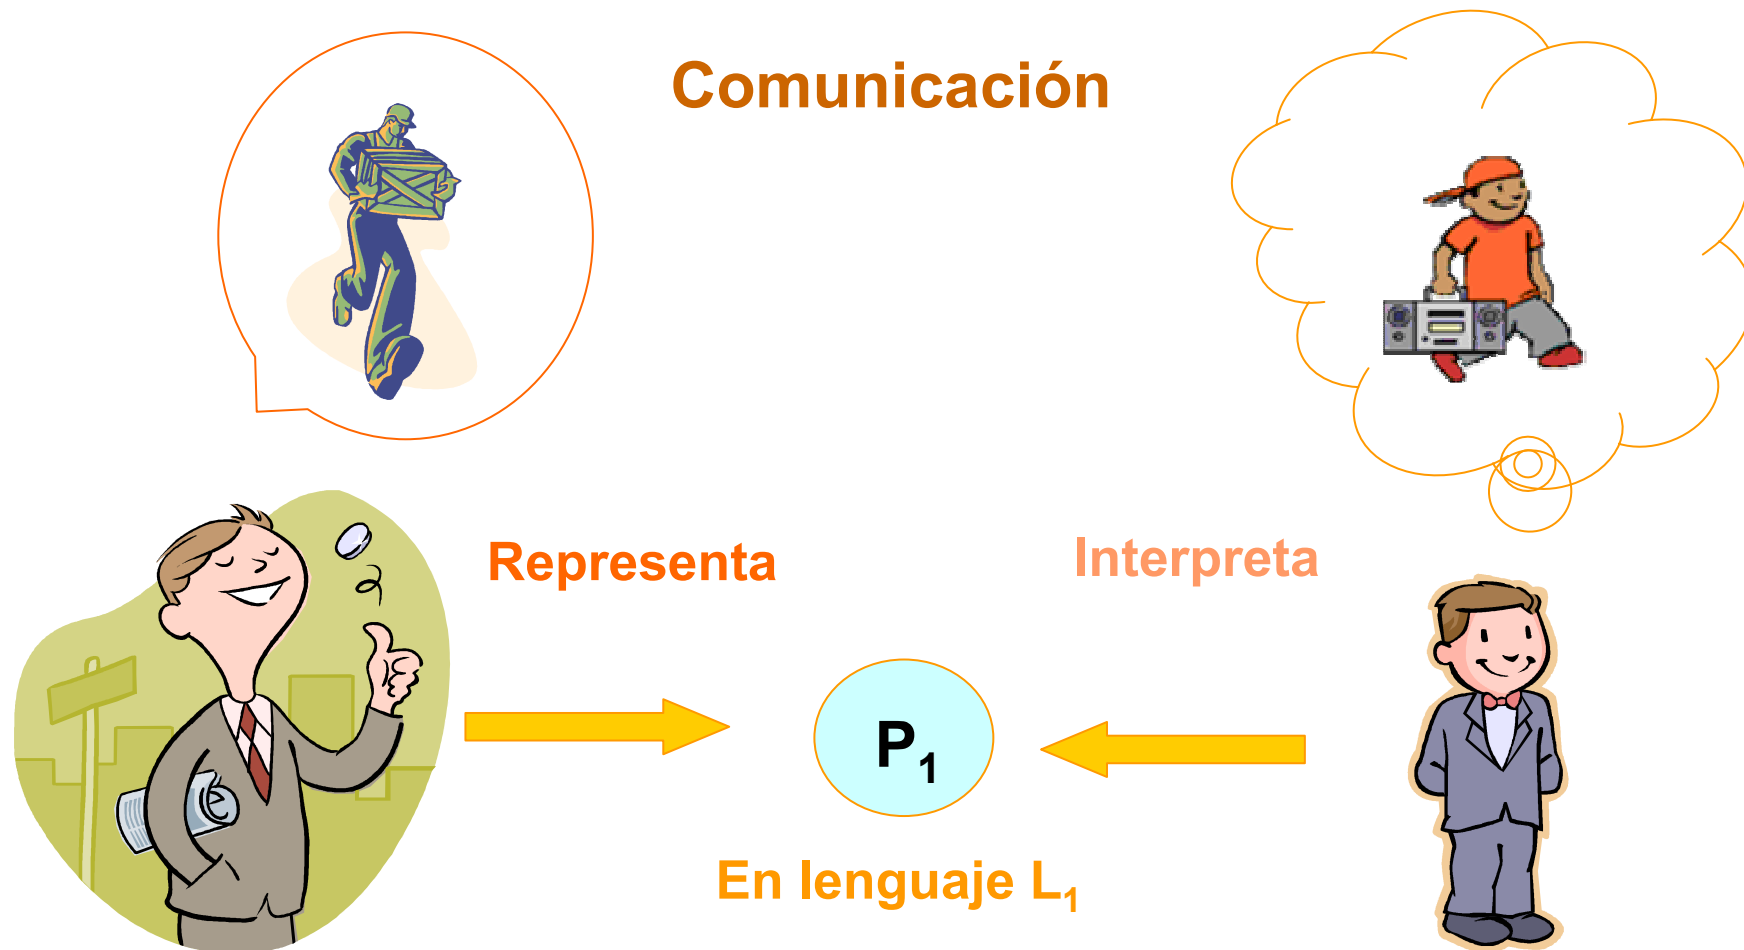 Comunicación
Representa
Interpreta
P₁
En lenguaje L₁